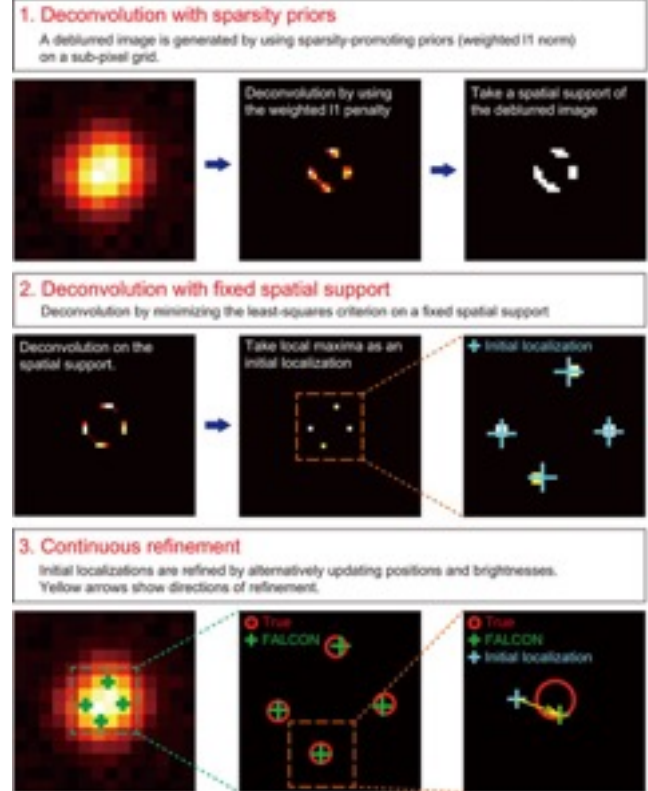 1. Deconvolution with sparsity priors
A deblurred image is generated by using sparsity-promoting priors (weighted l1 norm)
on a sub-pixel grid.
Deconvolution by using
the weighted l1 penalty
Take a spatial support of
the deblurred image
2. Deconvolution with fixed spatial support
Deconvolution by minimizing the least-squares criterion on a fixed spatial support
Deconvolution on the
spatial support.
Take local maxima as an
initial localization
Initial localization
3. Continuous refinement
Initial localizations are refined by alternatively updating positions and brightnesses.
Yellow arrows show directions of refinement.
True
FALCON
True
FALCON
Initial localization